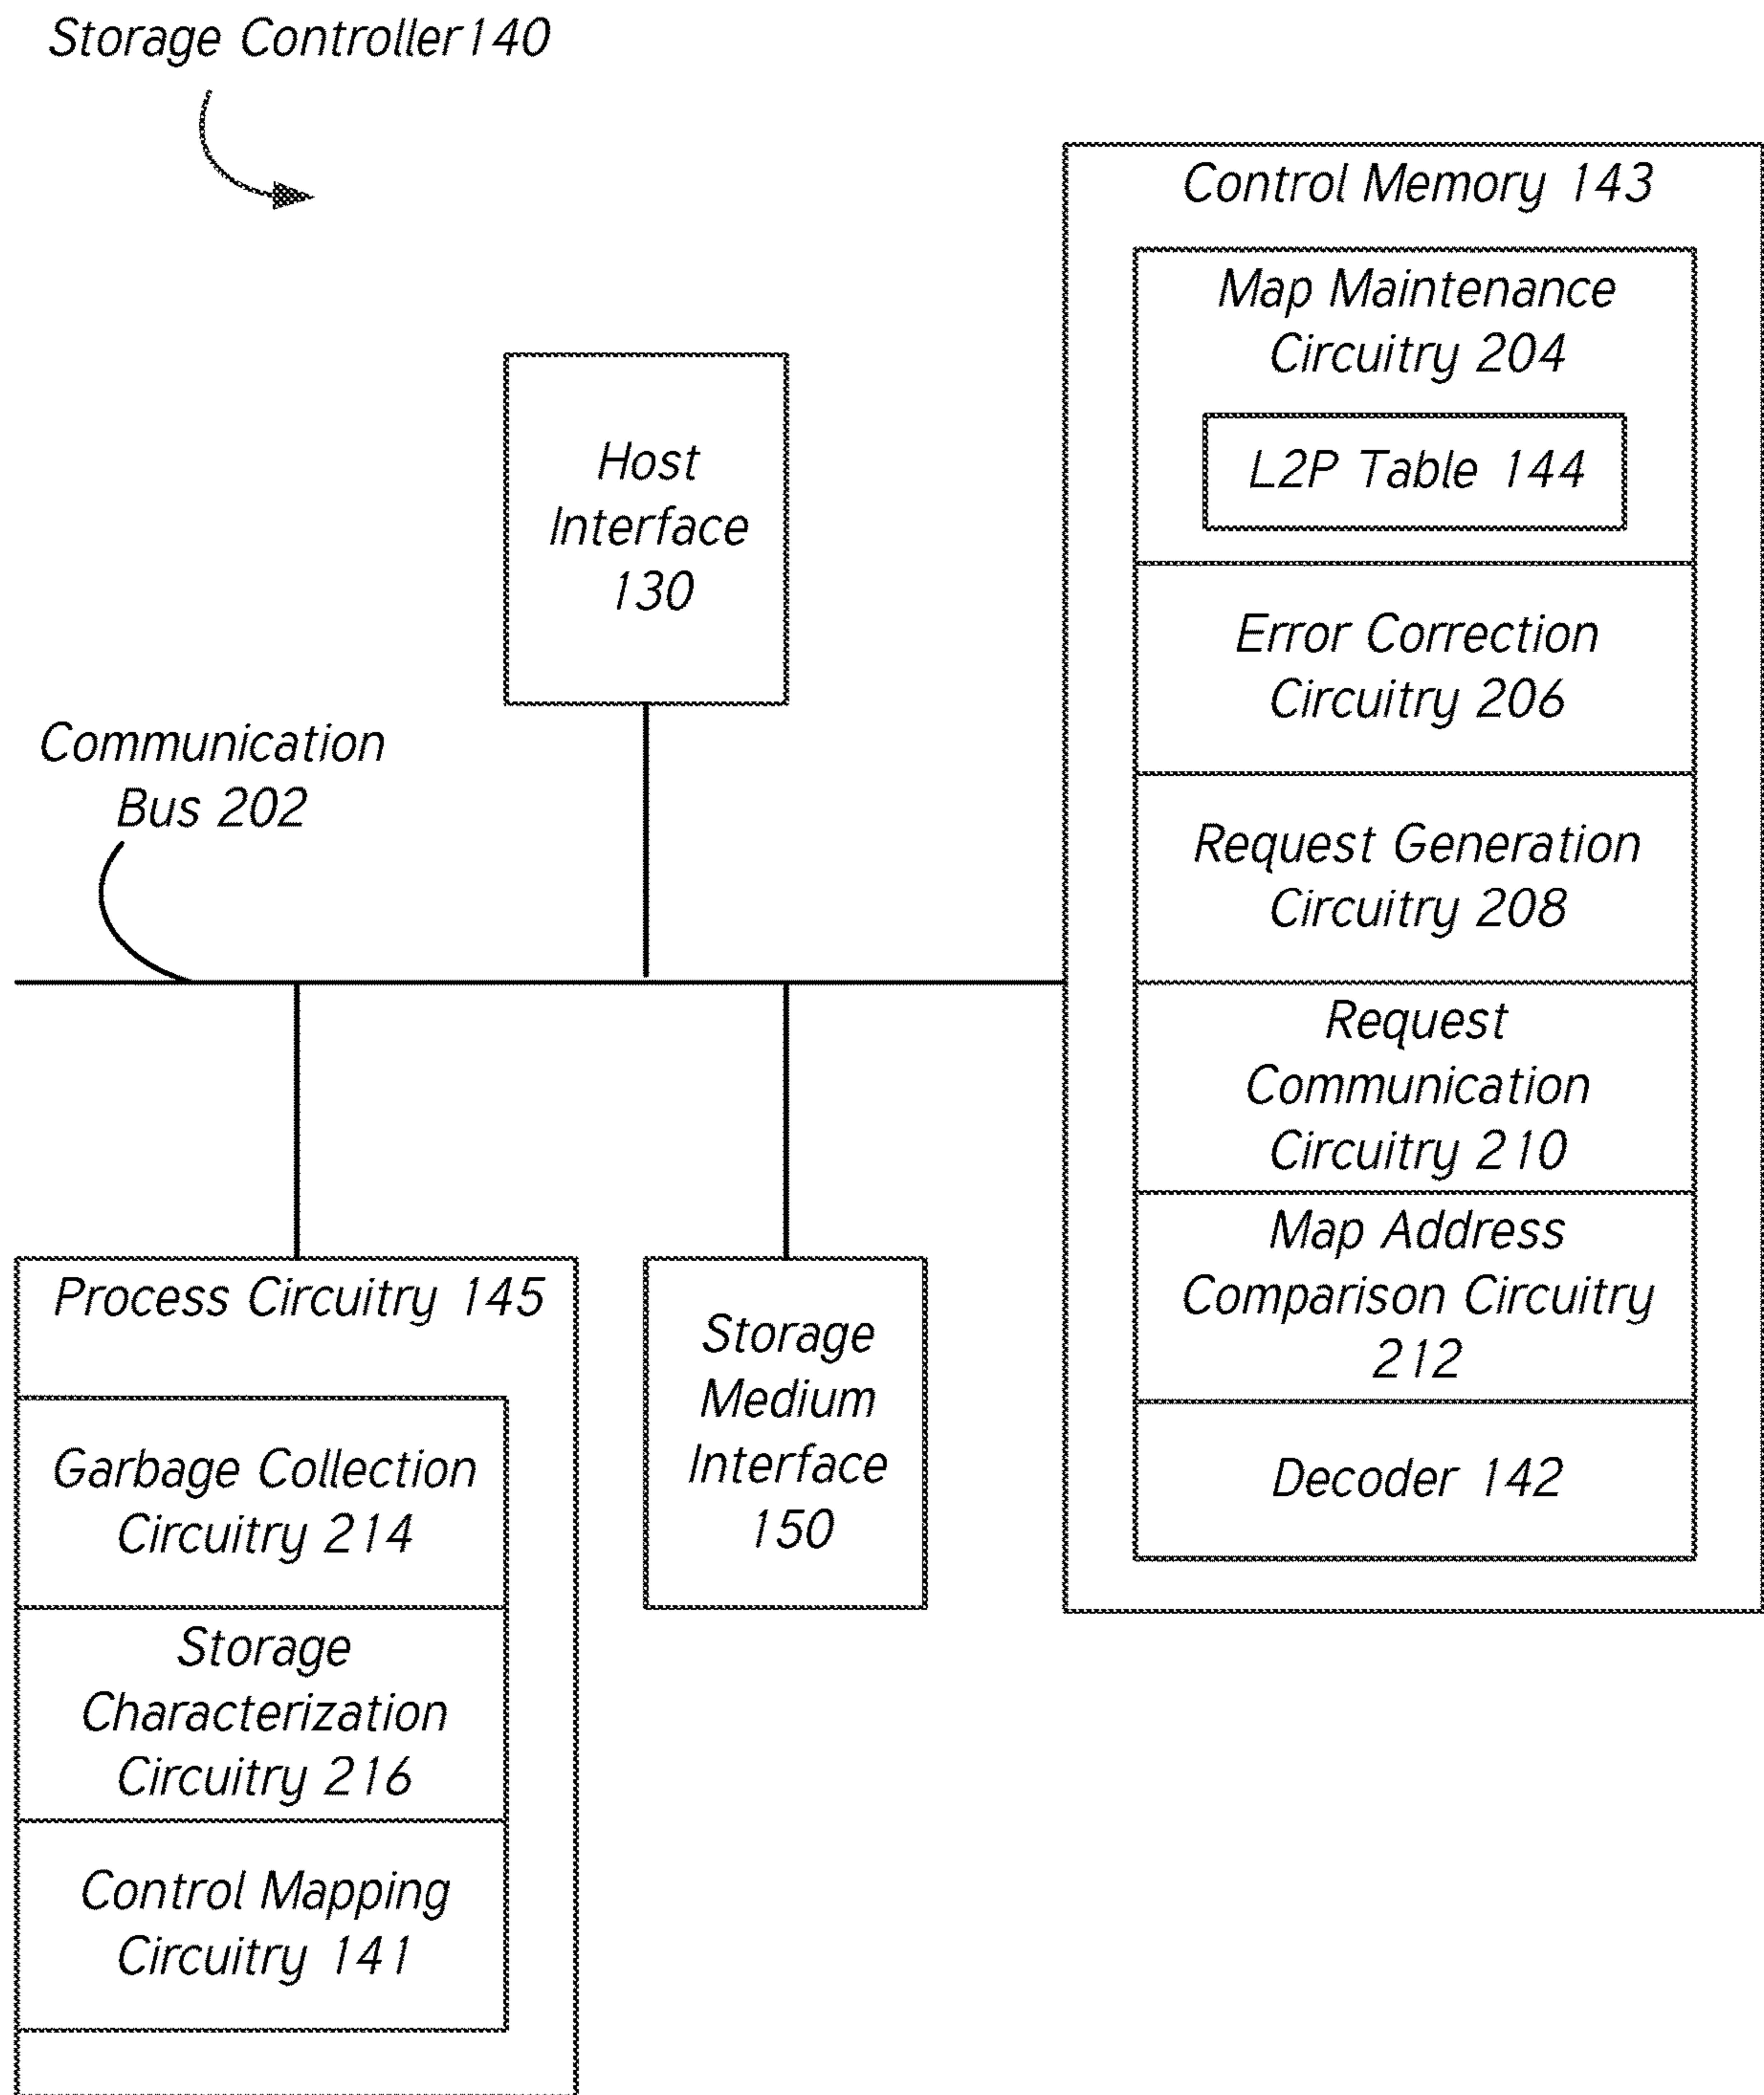 Storage Controller 140
Control Memory 143
Map Maintenance
Circuitry 204
L2P Table 144
Error Correction
Circuitry 206
Request Generation
Circuitry 208
Request
Communication
Circuitry 210
Map Address
Comparison Circuitry
212
Decoder 142
Host
Interface
130
Communication
Bus 202
Process Circuitry 145
Garbage Collection
Circuitry 214
Storage
Characterization
Circuitry 216
Control Mapping
Circuitry 141
Storage
Medium
Interface
150